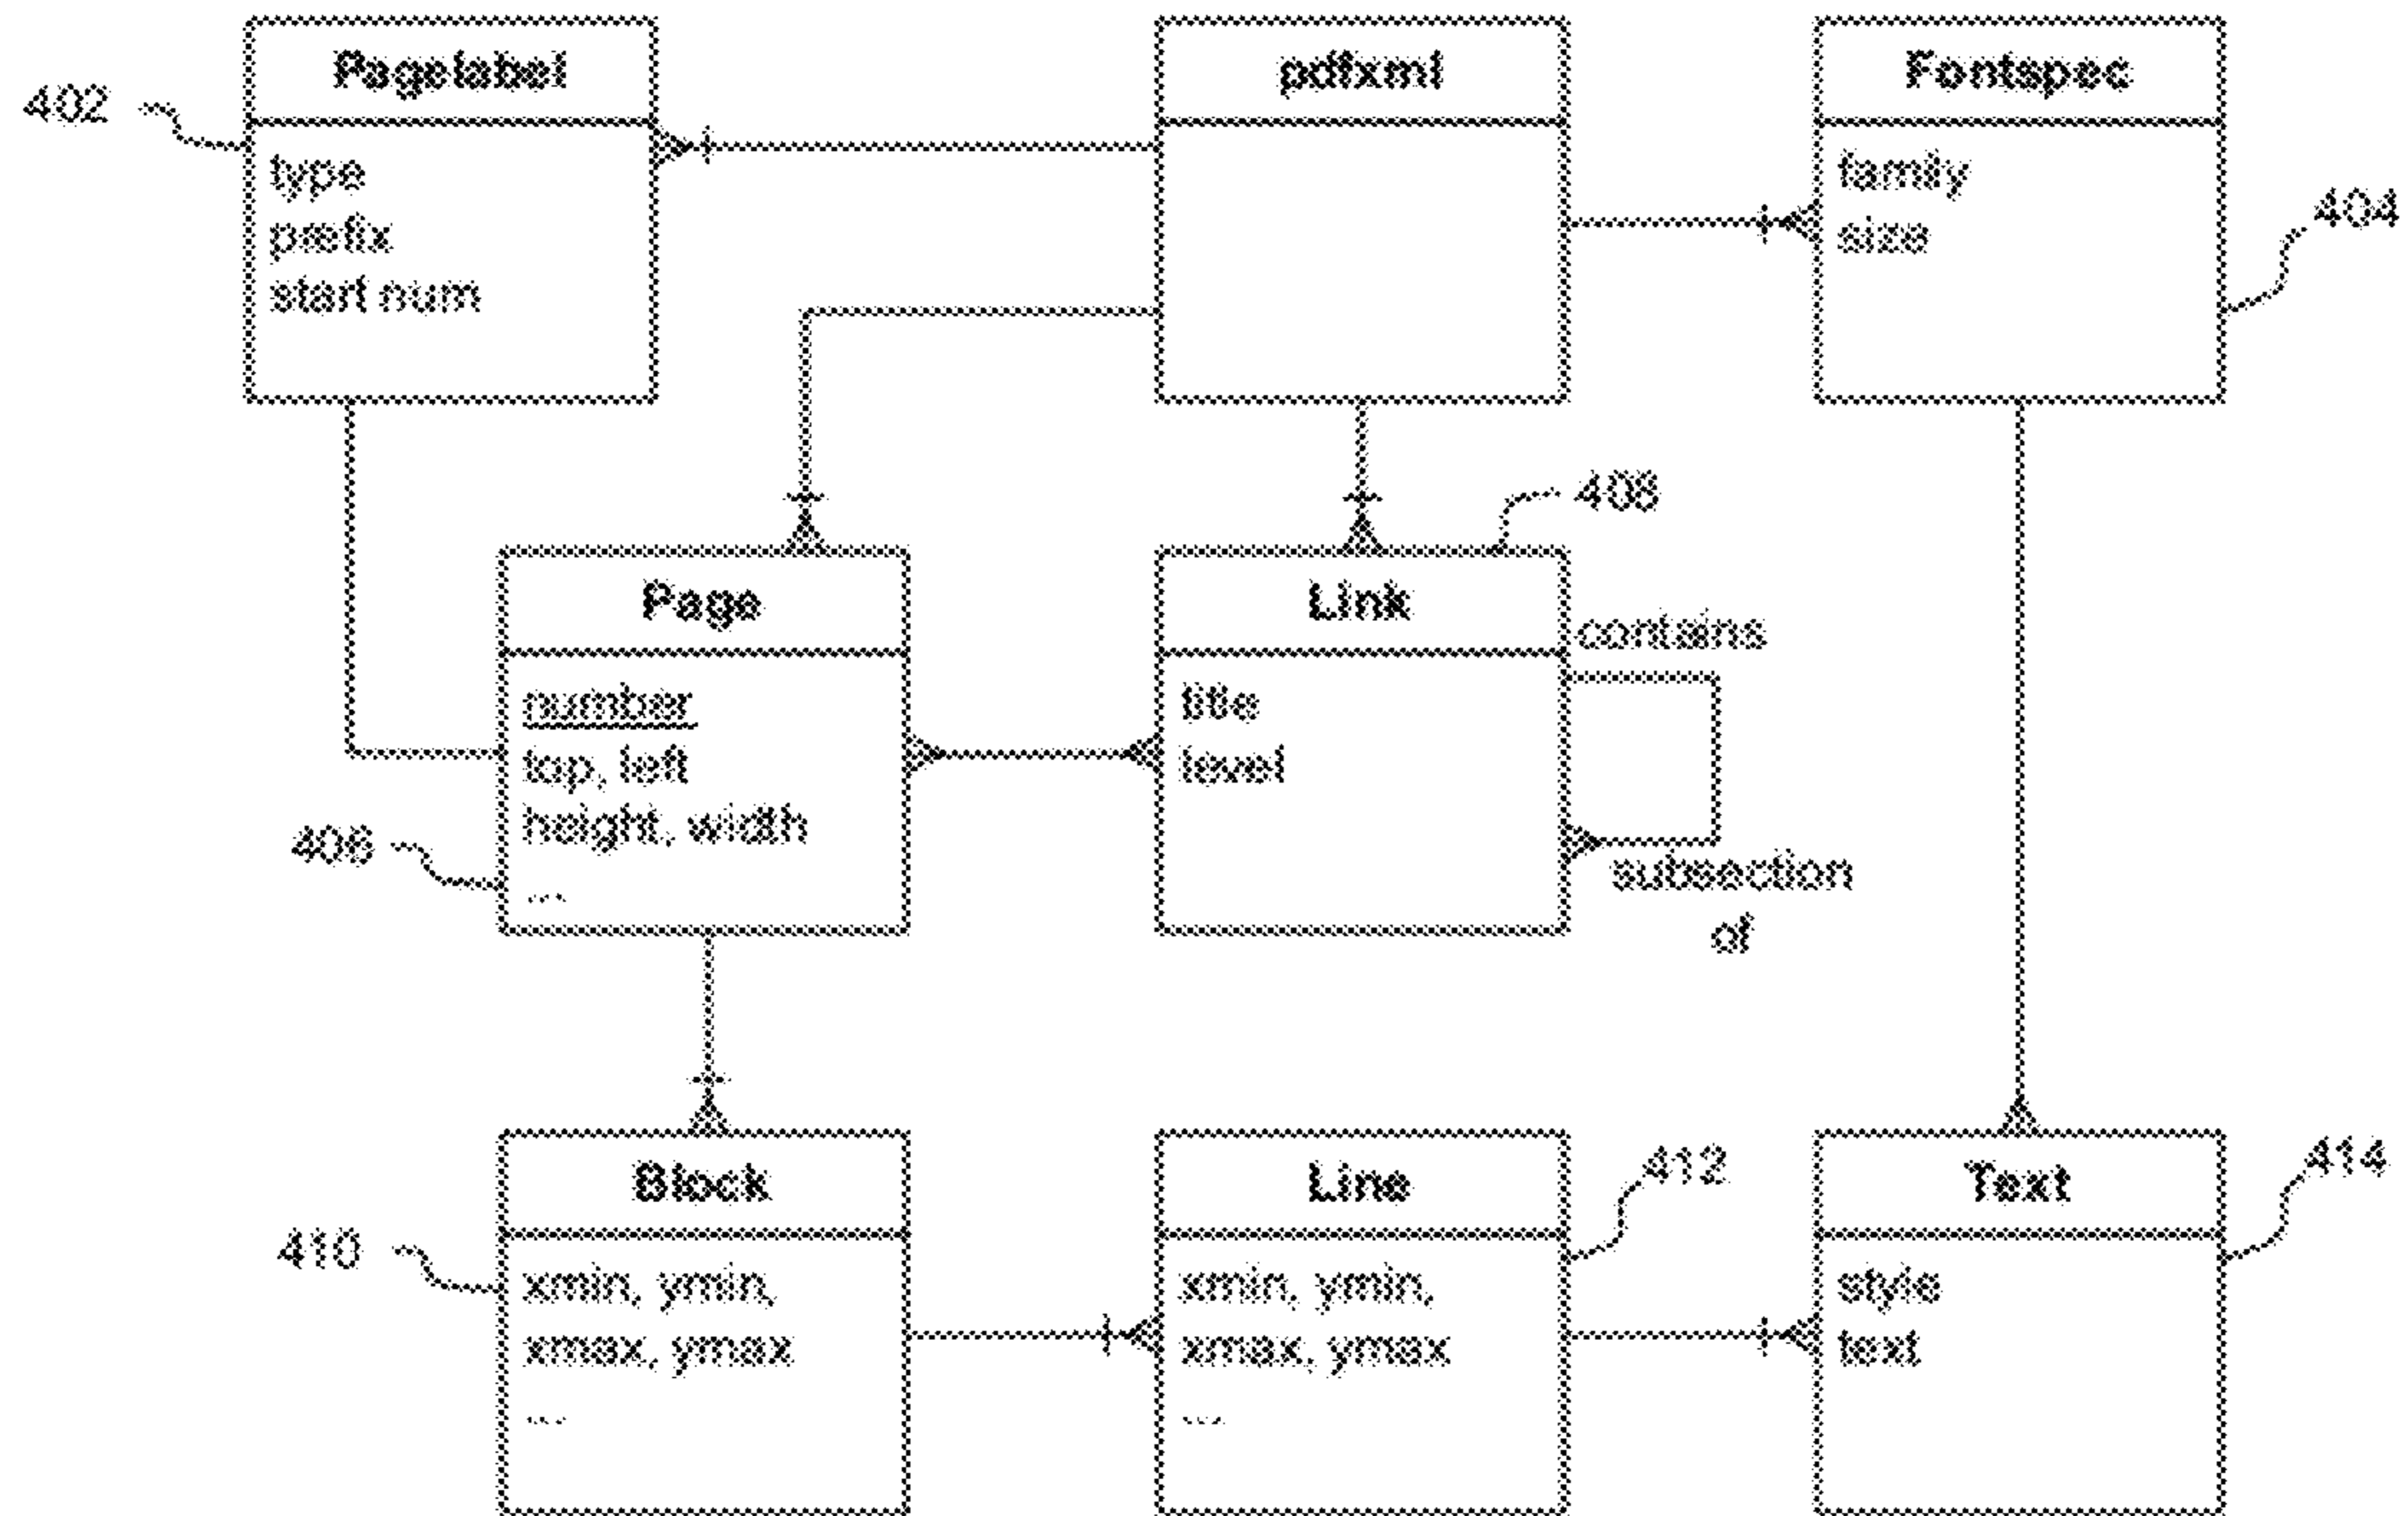 Pagelabel
pdfxml
Fontspec
402
type
prefix
start num
family
size
404
408
Page
Link
contains
number
top, left
height, width
...
title
level
406
subsection
of
Block
Line
Text
412
414
410
xmin, ymin,
xmax, ymax
...
xmin, ymin,
xmax, ymax
...
style
text